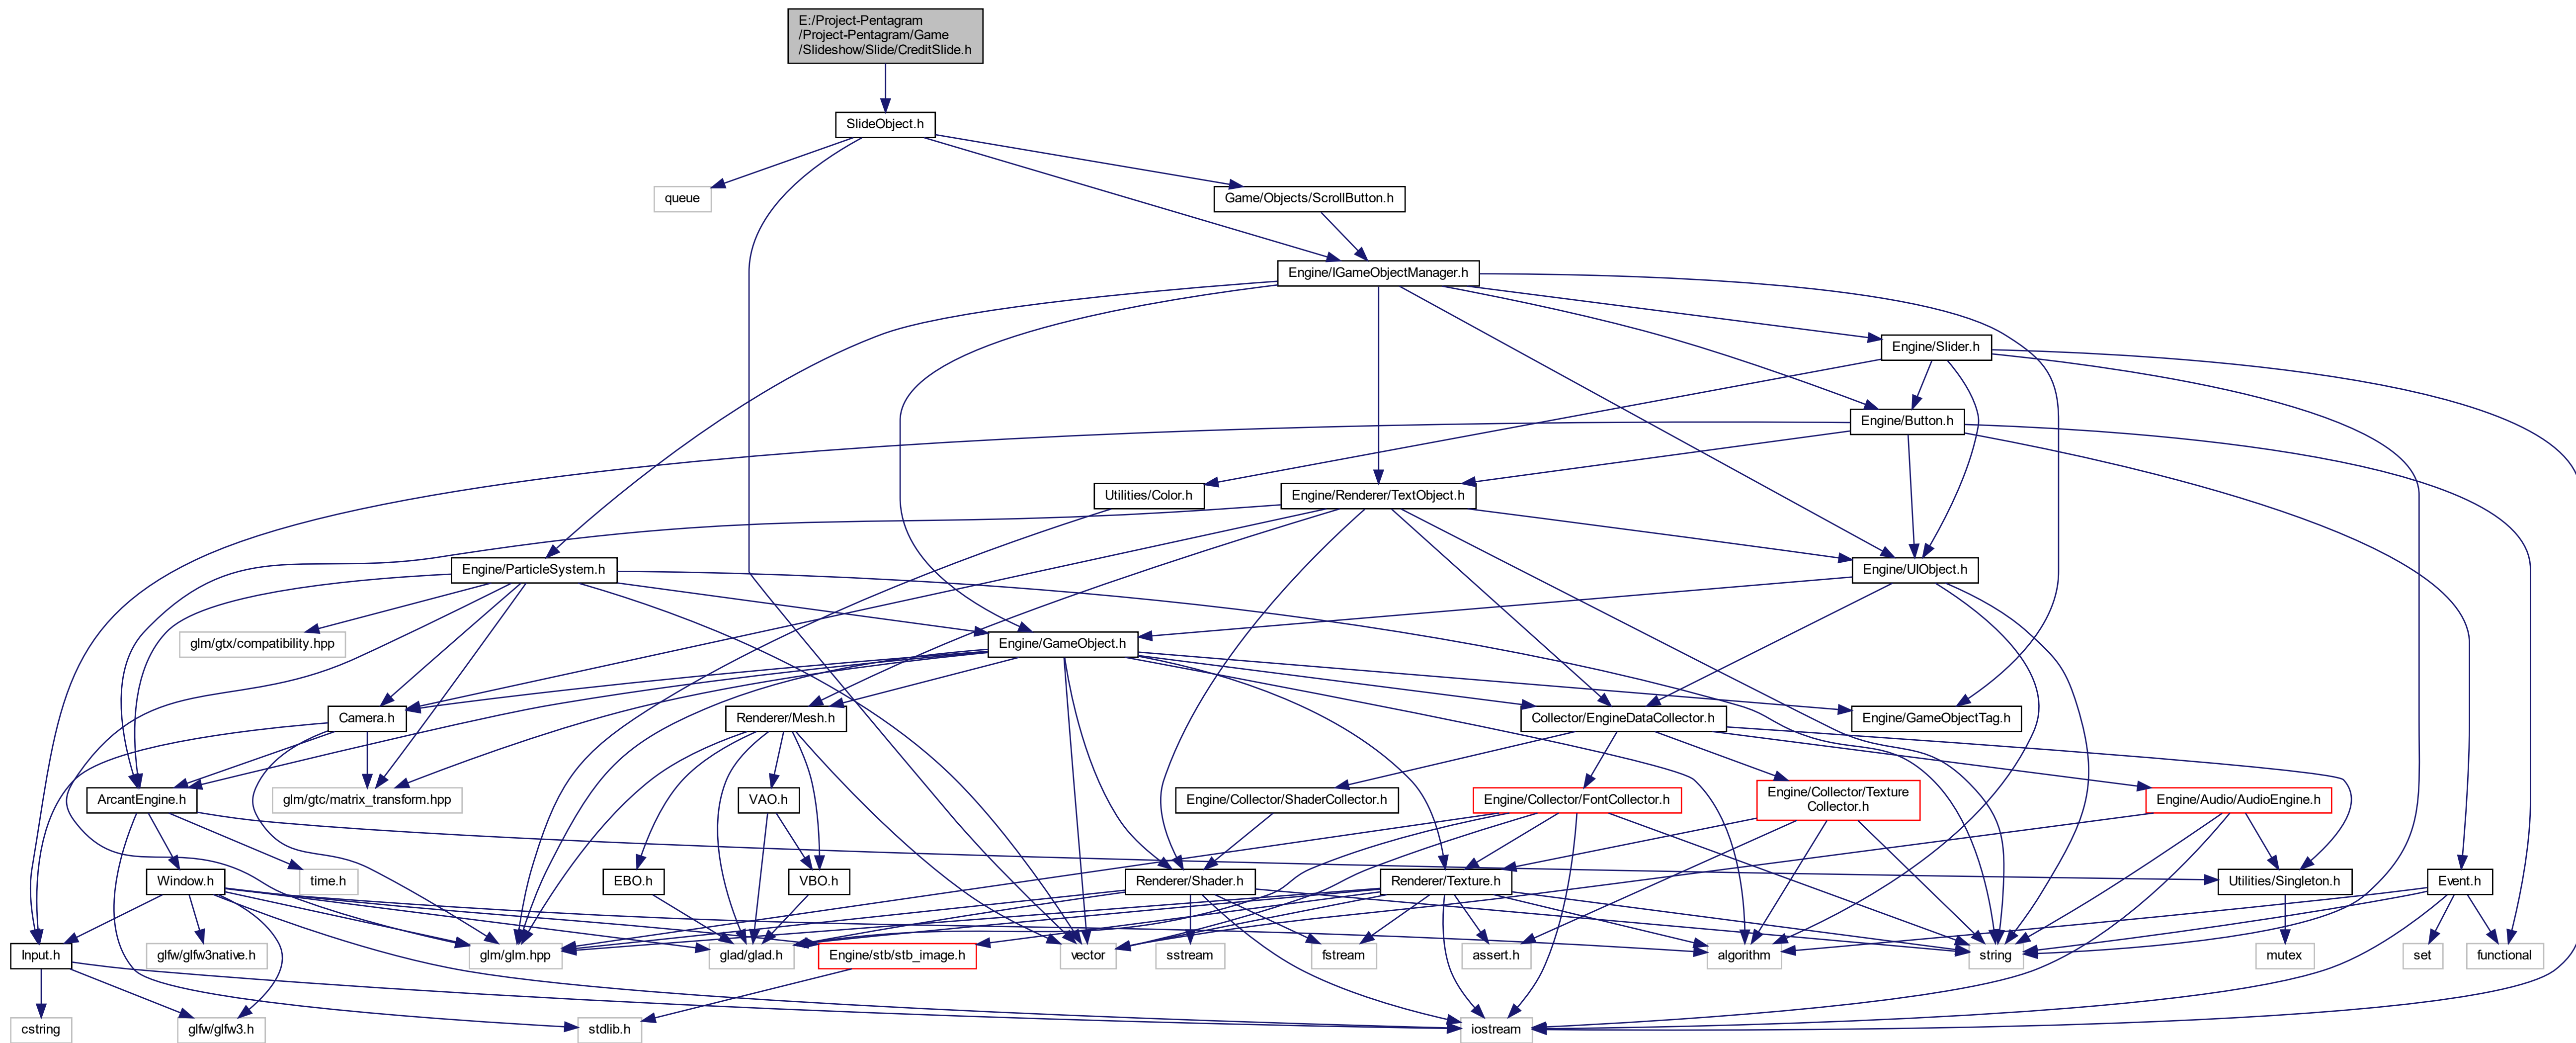 E:/Project-Pentagram
/Project-Pentagram/Game
/Slideshow/Slide/CreditSlide.h
SlideObject.h
queue
Game/Objects/ScrollButton.h
Engine/IGameObjectManager.h
Engine/Slider.h
Engine/Button.h
Utilities/Color.h
Engine/Renderer/TextObject.h
Engine/ParticleSystem.h
Engine/UIObject.h
glm/gtx/compatibility.hpp
Engine/GameObject.h
Camera.h
Renderer/Mesh.h
Collector/EngineDataCollector.h
Engine/GameObjectTag.h
ArcantEngine.h
glm/gtc/matrix_transform.hpp
VAO.h
Engine/Collector/ShaderCollector.h
Engine/Collector/FontCollector.h
Engine/Collector/Texture
Collector.h
Engine/Audio/AudioEngine.h
Window.h
time.h
EBO.h
VBO.h
Renderer/Shader.h
Renderer/Texture.h
Utilities/Singleton.h
Event.h
Input.h
glfw/glfw3native.h
glm/glm.hpp
glad/glad.h
Engine/stb/stb_image.h
vector
sstream
fstream
assert.h
algorithm
string
mutex
set
functional
cstring
glfw/glfw3.h
stdlib.h
iostream